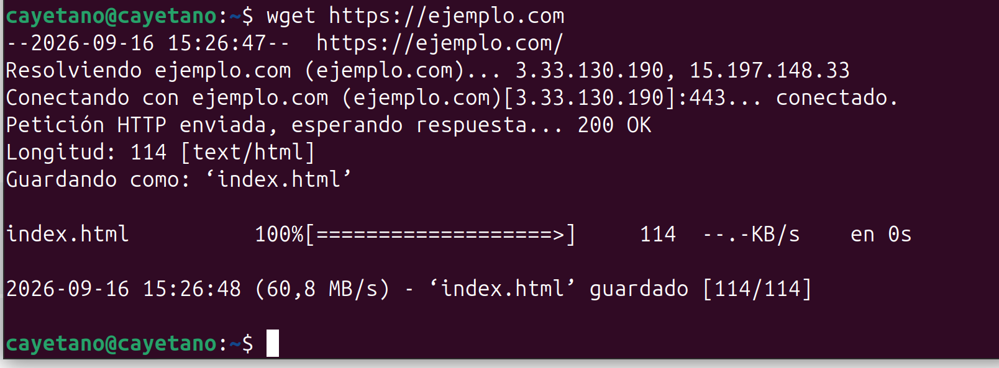 cayetano@cayetano:~$ wget https://ejemplo.com
--2026-09-16 15:26:47--  https://ejemplo.com/
Resolviendo ejemplo.com (ejemplo.com)... 3.33.130.190, 15.197.148.33
Conectando con ejemplo.com (ejemplo.com)[3.33.130.190]:443... conectado.
Petición HTTP enviada, esperando respuesta... 200 OK
Longitud: 114 [text/html]
Guardando como: ‘index.html’
index.html          100%[===================>]     114  --.-KB/s    en 0s
2026-09-16 15:26:48 (60,8 MB/s) - ‘index.html’ guardado [114/114]
cayetano@cayetano:~$